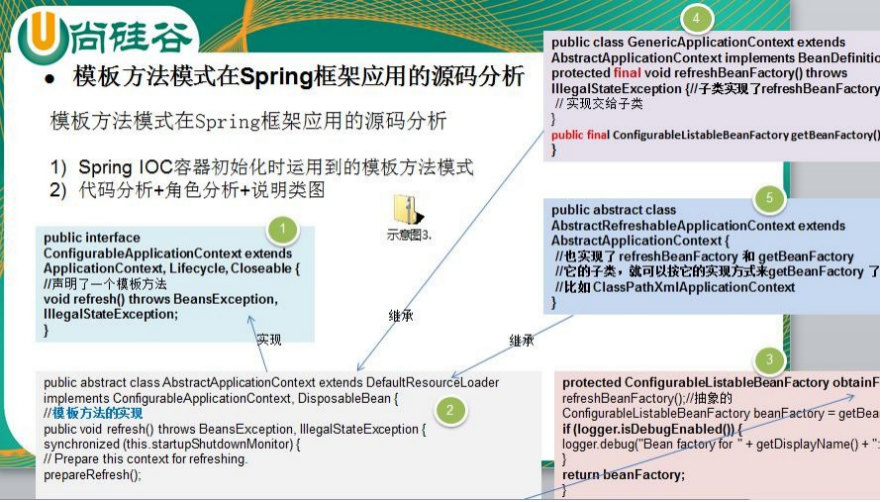 尚硅谷
• 模板方法模式在Spring框架应用的源码分析
模板方法模式在Spring框架应用的源码分析
1) Spring IOC容器初始化时运用到的模板方法模式
2) 代码分析+角色分析+说明类图
示意图3.
1
public interface
ConfigurableApplicationContext extends
ApplicationContext, Lifecycle, Closeable {
//声明了一个模板方法
void refresh() throws BeansException,
IllegalStateException;
}
实现
继承
继承
4
public class GenericApplicationContext extends
AbstractApplicationContext implements BeanDefinitio
protected final void refreshBeanFactory() throws
IllegalStateException {//子类实现了refreshBeanFactory
// 实现交给子类
}
public final ConfigurableListableBeanFactory getBeanFactory()
}
5
public abstract class
AbstractRefreshableApplicationContext extends
AbstractApplicationContext {
//也实现了 refreshBeanFactory 和 getBeanFactory
//它的子类，就可以按它的实现方式来getBeanFactory 了
//比如 ClassPathXmlApplicationContext
}
2
public abstract class AbstractApplicationContext extends DefaultResourceLoader
implements ConfigurableApplicationContext, DisposableBean {
//模板方法的实现
public void refresh() throws BeansException, IllegalStateException {
synchronized (this.startupShutdownMonitor) {
// Prepare this context for refreshing.
prepareRefresh();
3
protected ConfigurableListableBeanFactory obtainF
refreshBeanFactory();//抽象的
ConfigurableListableBeanFactory beanFactory = getBea
if (logger.isDebugEnabled()) {
logger.debug("Bean factory for " + getDisplayName() + ":
}
return beanFactory;
}